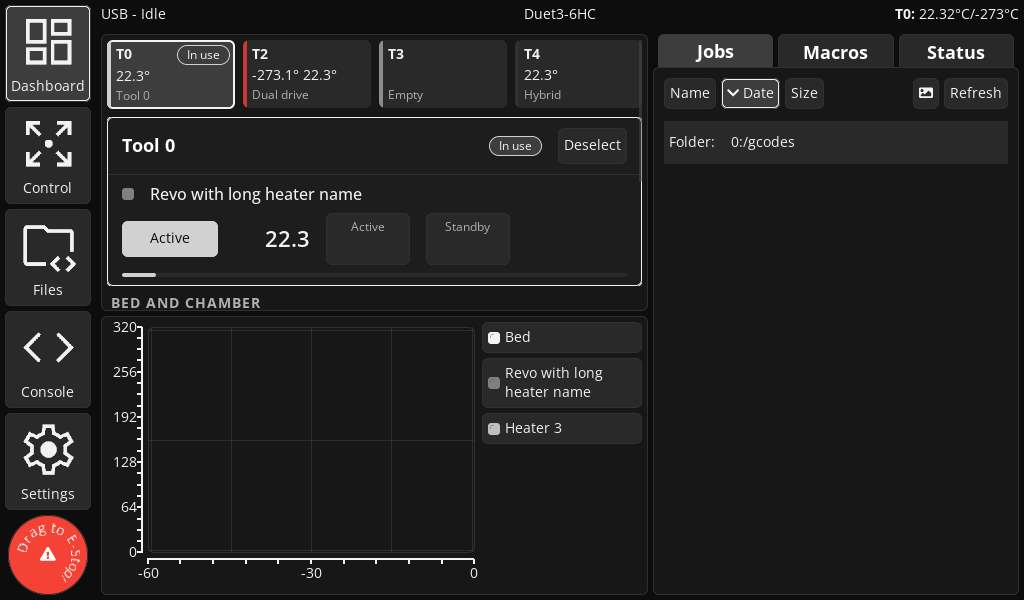 USB - Idle
Duet3-6HC
T0: 22.32°C/-273°C
Dashboard
Control
Files
Console
Settings
Drag to E-Stop!
T0
In use
22.3°
Tool 0
T2
-273.1° 22.3°
Dual drive
T3
Empty
T4
22.3°
Hybrid
Tool 0
In use
Deselect
Revo with long heater name
Active
22.3
Active
Standby
BED AND CHAMBER
320
256
192
128
64
0
-60
-30
0
Bed
Revo with long
heater name
Heater 3
Jobs
Macros
Status
Name
Date
Size
Refresh
Folder: 0:/gcodes